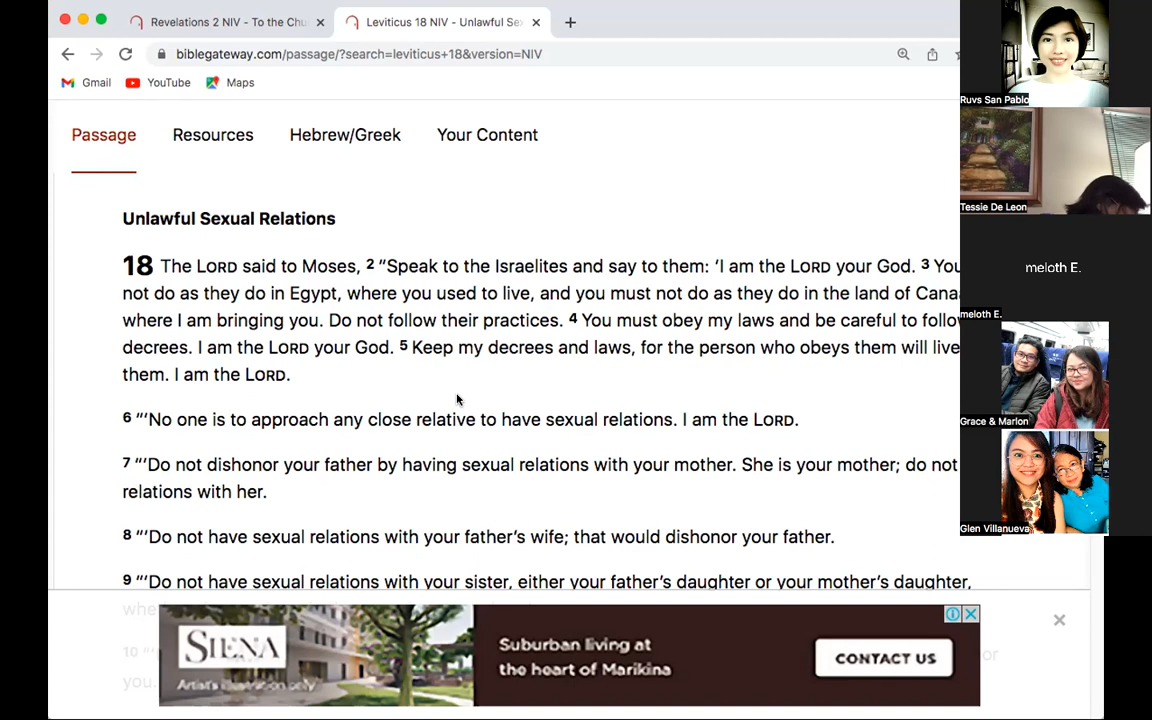 Revelations 2 NIV - To the Chu
Leviticus 18 NIV - Unlawful Se
biblegateway.com/passage/?search=leviticus+18&version=NIV
Gmail YouTube Maps
Passage Resources Hebrew/Greek Your Content
Unlawful Sexual Relations
18 The LORD said to Moses, 2 “Speak to the Israelites and say to them: ‘I am the LORD your God. 3 You
not do as they do in Egypt, where you used to live, and you must not do as they do in the land of Cana
where I am bringing you. Do not follow their practices. 4 You must obey my laws and be careful to follo
decrees. I am the LORD your God. 5 Keep my decrees and laws, for the person who obeys them will live
them. I am the LORD.
6 “‘No one is to approach any close relative to have sexual relations. I am the LORD.
7 “‘Do not dishonor your father by having sexual relations with your mother. She is your mother; do not
relations with her.
8 “‘Do not have sexual relations with your father’s wife; that would dishonor your father.
9 “‘Do not have sexual relations with your sister, either your father’s daughter or your mother’s daughter,
whe
10 “‘
or
you.
SIENA
Artist's illustration only
Suburban living at
the heart of Marikina
CONTACT US
Ruvs San Pablo
Tessie De Leon
meloth E.
meloth E.
Grace & Marlon
Glen Villanueva